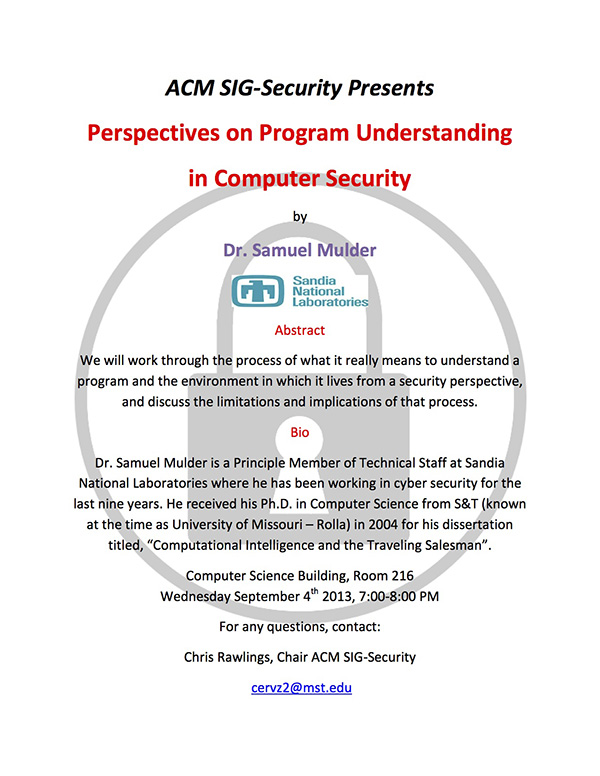 ACM SIG-Security Presents
Perspectives on Program Understanding
in Computer Security
by
Dr. Samuel Mulder
Sandia
National
Laboratories
Abstract
We will work through the process of what it really means to understand a
program and the environment in which it lives from a security perspective,
and discuss the limitations and implications of that process.
Bio
Dr. Samuel Mulder is a Principle Member of Technical Staff at Sandia
National Laboratories where he has been working in cyber security for the
last nine years. He received his Ph.D. in Computer Science from S&T (known
at the time as University of Missouri – Rolla) in 2004 for his dissertation
titled, “Computational Intelligence and the Traveling Salesman”.
Computer Science Building, Room 216
Wednesday September 4th 2013, 7:00-8:00 PM
For any questions, contact:
Chris Rawlings, Chair ACM SIG-Security
cervz2@mst.edu